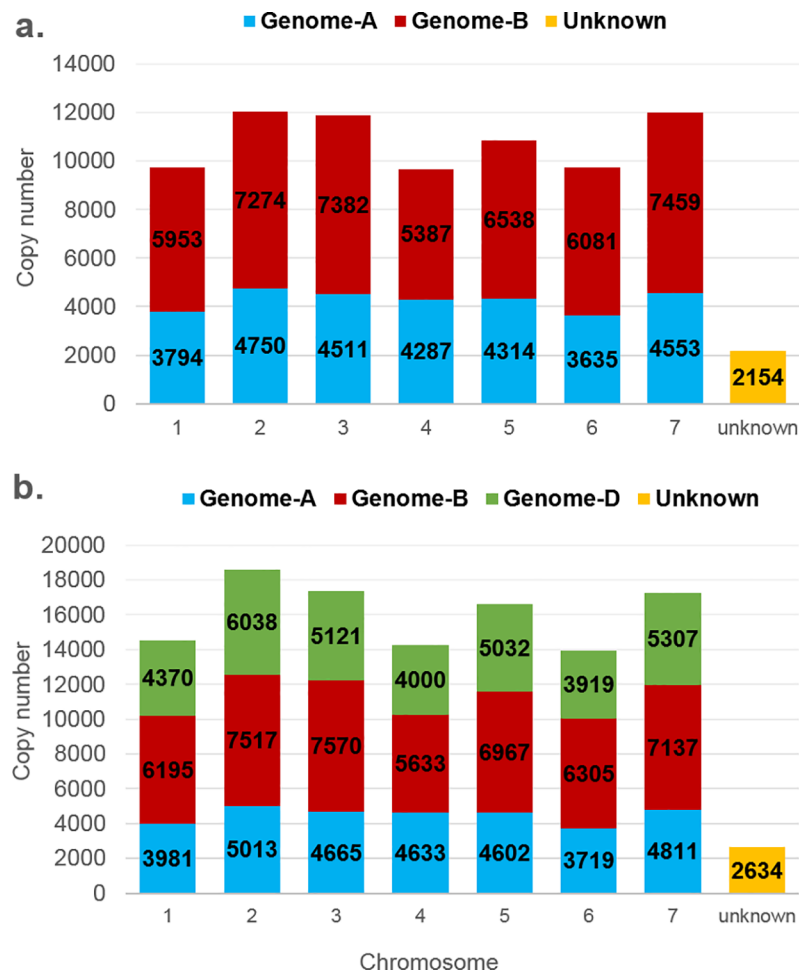 a.
Genome-A Genome-B Unknown
14000
12000
10000
8000
6000
4000
2000
0
Copy number
5953 7274 7382 5387 6538 6081 7459
3794 4750 4511 4287 4314 3635 4553 2154
1 2 3 4 5 6 7 unknown
b.
Genome-A Genome-B Genome-D Unknown
20000
18000
16000
14000
12000
10000
8000
6000
4000
2000
0
Copy number
4370 6038 5121 4000 5032 3919 5307
6195 7517 7570 5633 6967 6305 7137
3981 5013 4665 4633 4602 3719 4811 2634
1 2 3 4 5 6 7 unknown
Chromosome